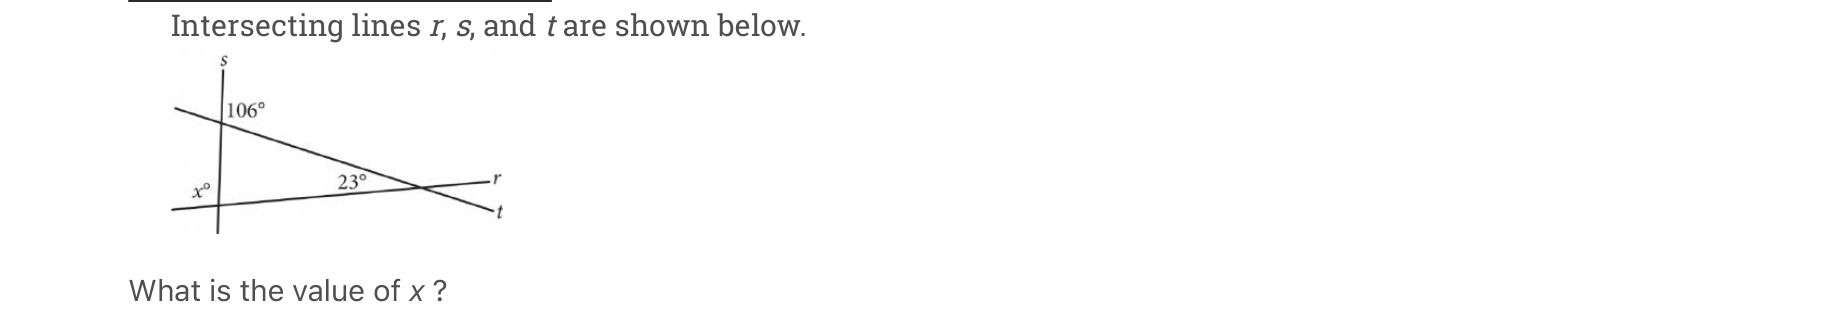 Intersecting lines r, s, and t are shown below.
s
106°
x°
23°
r
t
What is the value of x ?